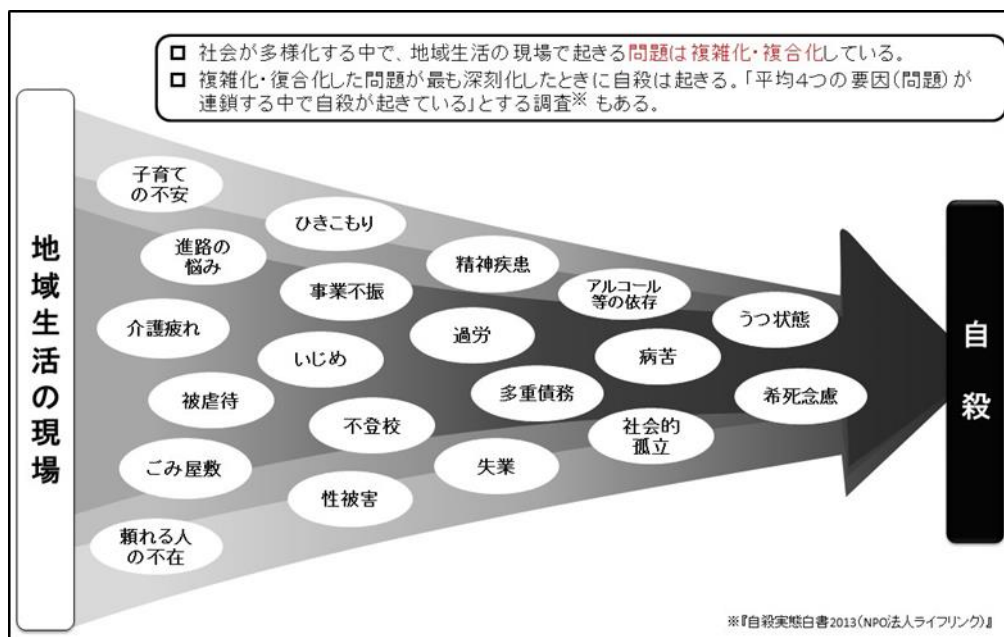 □ 社会が多様化する中で、地域生活の現場で起きる問題は複雑化・複合化している。
□ 複雑化・復合化した問題が最も深刻化したときに自殺は起きる。「平均4つの要因(問題)が
連鎖する中で自殺が起きている」とする調査※ もある。
地域生活の現場
子育て
の不安
進路の
悩み
介護疲れ
被虐待
ごみ屋敷
頼れる人
の不在
ひきこもり
事業不振
いじめ
不登校
性被害
精神疾患
過労
多重債務
失業
アルコール
等の依存
病苦
社会的
孤立
うつ状態
希死念慮
自殺
※『自殺実態白書2013(NPO法人ライフリンク)』